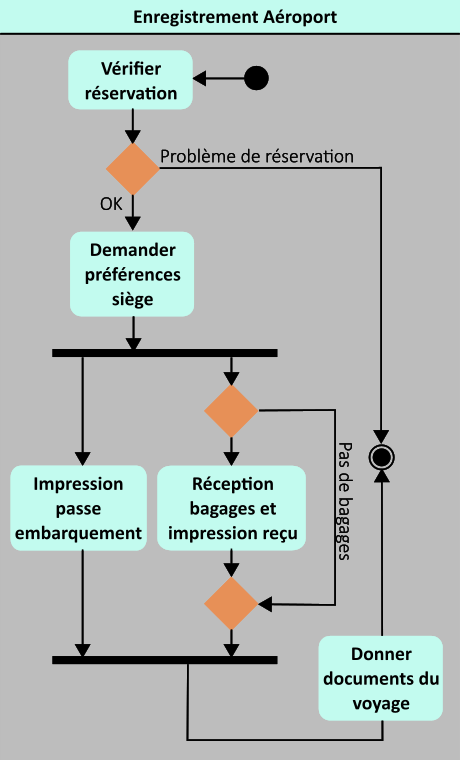 Enregistrement Aéroport
Vérifier
réservation
Problème de réservation
OK
Demander
préférences
siège
Impression
passe
embarquement
Réception
bagages et
impression reçu
Pas de bagages
Donner
documents du
voyage